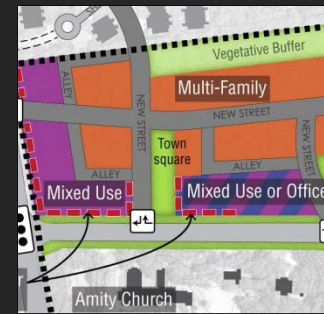 SH
Vegetative Buffer
ALLEY
Multi-Family
NEW STREET
NEW STREET
Town
square
ALLEY
ALLEY
NEW STREET
Mixed Use
Mixed Use or Office
Amity Church